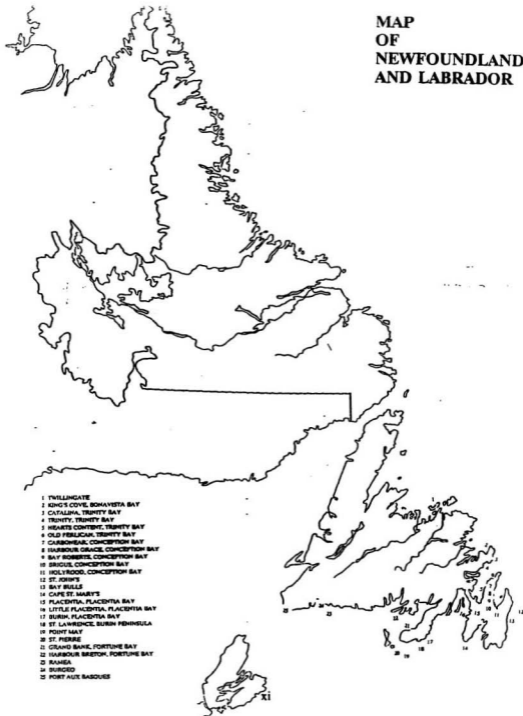 MAP
OF
NEWFOUNDLAND
AND LABRADOR
1 TWILLINGATE
2 KING'S COVE, BONAVISTA BAY
3 CATALINA, TRINITY BAY
4 TRINITY, TRINITY BAY
5 HEARTS CONTENT, TRINITY BAY
6 OLD PERLICAN, TRINITY BAY
7 CARBONEAR, CONCEPTION BAY
8 HARBOUR GRACE, CONCEPTION BAY
9 BAY ROBERTS, CONCEPTION BAY
10 BRIGUS, CONCEPTION BAY
11 HOLYROOD, CONCEPTION BAY
12 ST. JOHN'S
13 BAY BULLS
14 CAPE ST. MARY'S
15 PLACENTIA, PLACENTIA BAY
16 LITTLE PLACENTIA, PLACENTIA BAY
17 BURIN, PLACENTIA BAY
18 ST LAWRENCE, BURIN PENINSULA
19 POINT MAY
20 ST. PIERRE
21 GRAND BANK, FORTUNE BAY
22 HARBOUR BRETON, FORTUNE BAY
23 RAMEA
24 BURGEO
25 PORT AUX BASQUES
xi